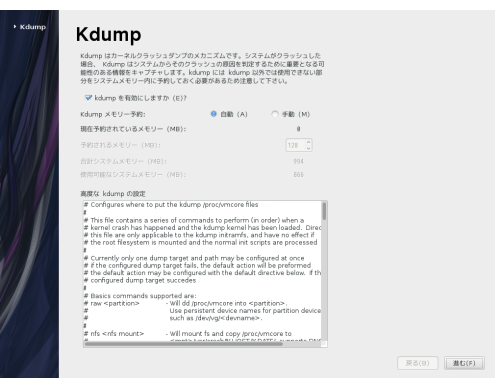 Kdump
Kdump
Kdump はカーネルクラッシュダンプのメカニズムです。システムがクラッシュした
場合、 Kdump はシステムからそのクラッシュの原因を判定するために重要となる可
能性のある情報をキャプチャします。kdump には kdump 以外では使用できない部
分をシステムメモリー内に予約しておく必要があるため注意して下さい。
kdump を有効にしますか (E)?
Kdump メモリー予約: 自動 (A) 手動 (M)
現在予約されているメモリー (MB): 0
予約されるメモリー (MB): 128
合計システムメモリー (MB): 994
使用可能なシステムメモリー (MB): 866
高度な kdump の設定
# Configures where to put the kdump /proc/vmcore files
#
# This file contains a series of commands to perform (in order) when a
# kernel crash has happened and the kdump kernel has been loaded. Direc
# this file are only applicable to the kdump initramfs, and have no effect if
# the root filesystem is mounted and the normal init scripts are processed
#
# Currently only one dump target and path may be configured at once
# if the configured dump target fails, the default action will be preformed
# the default action may be configured with the default directive below. If th
# configured dump target succedes
#
# Basics commands supported are:
# raw <partition> - Will dd /proc/vmcore into <partition>.
# Use persistent device names for partition device
# such as /dev/vg/<devname>.
#
# nfs <nfs mount> - Will mount fs and copy /proc/vmcore to
戻る(B) 進む(F)